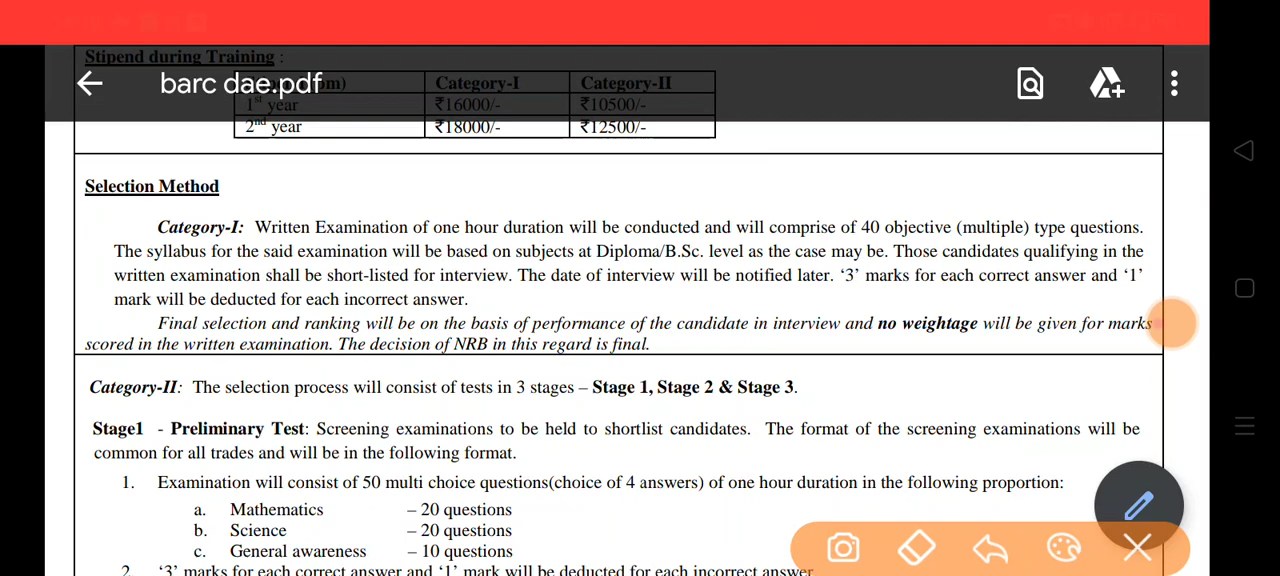 Stipend during Training :
barc dae.pdf
Category-I Category-II
1st year ₹16000/- ₹10500/-
2nd year ₹18000/- ₹12500/-
Selection Method
Category-I: Written Examination of one hour duration will be conducted and will comprise of 40 objective (multiple) type questions.
The syllabus for the said examination will be based on subjects at Diploma/B.Sc. level as the case may be. Those candidates qualifying in the
written examination shall be short-listed for interview. The date of interview will be notified later. ‘3’ marks for each correct answer and ‘1’
mark will be deducted for each incorrect answer.
Final selection and ranking will be on the basis of performance of the candidate in interview and no weightage will be given for marks
scored in the written examination. The decision of NRB in this regard is final.
Category-II: The selection process will consist of tests in 3 stages – Stage 1, Stage 2 & Stage 3.
Stage1 - Preliminary Test: Screening examinations to be held to shortlist candidates. The format of the screening examinations will be
common for all trades and will be in the following format.
1. Examination will consist of 50 multi choice questions(choice of 4 answers) of one hour duration in the following proportion:
a. Mathematics – 20 questions
b. Science – 20 questions
c. General awareness – 10 questions
2. ‘3’ marks for each correct answer and ‘1’ mark will be deducted for each incorrect answer